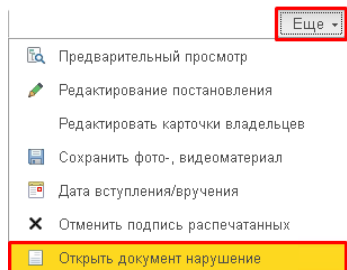 Еще
Предварительный просмотр
Редактирование постановления
Редактировать карточки владельцев
Сохранить фото-, видеоматериал
Дата вступления/вручения
Отменить подпись распечатанных
Открыть документ нарушение